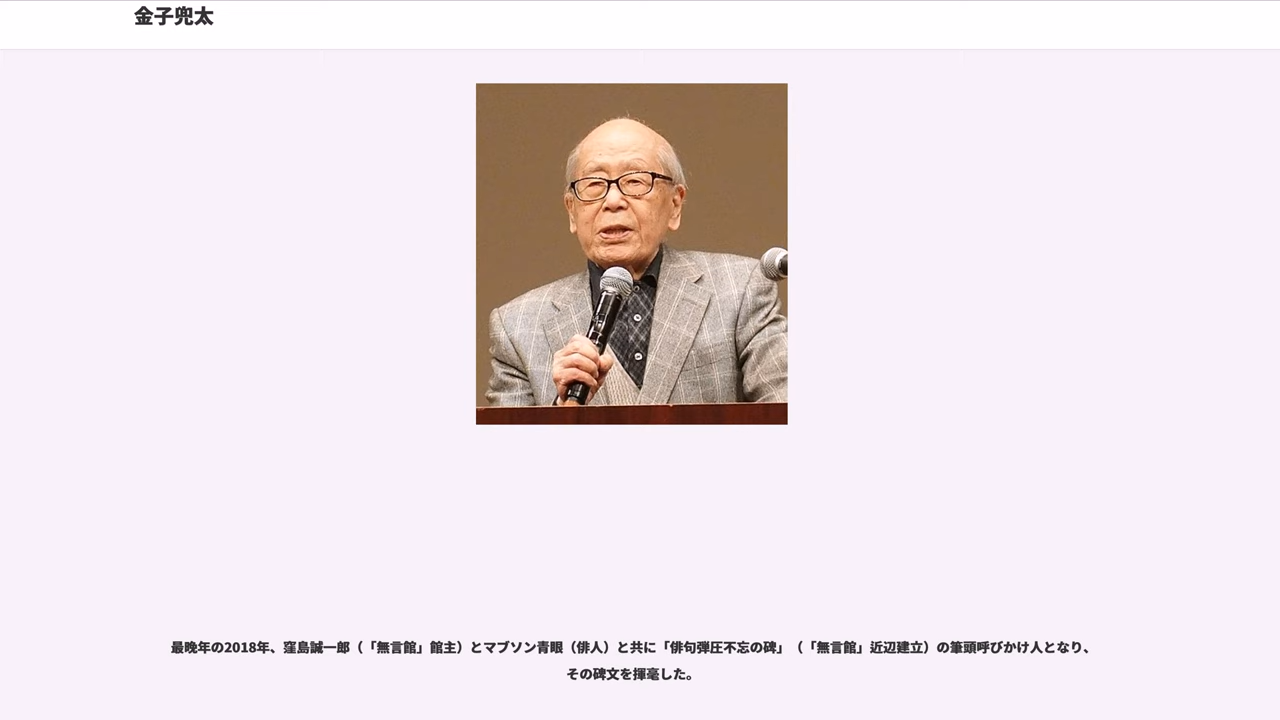 金子兜太
最晩年の2018年、窪島誠一郎（「無言館」館主）とマブソン青眼（俳人）と共に「俳句弾圧不忘の碑」（「無言館」近辺建立）の筆頭呼びかけ人となり、
その碑文を揮毫した。